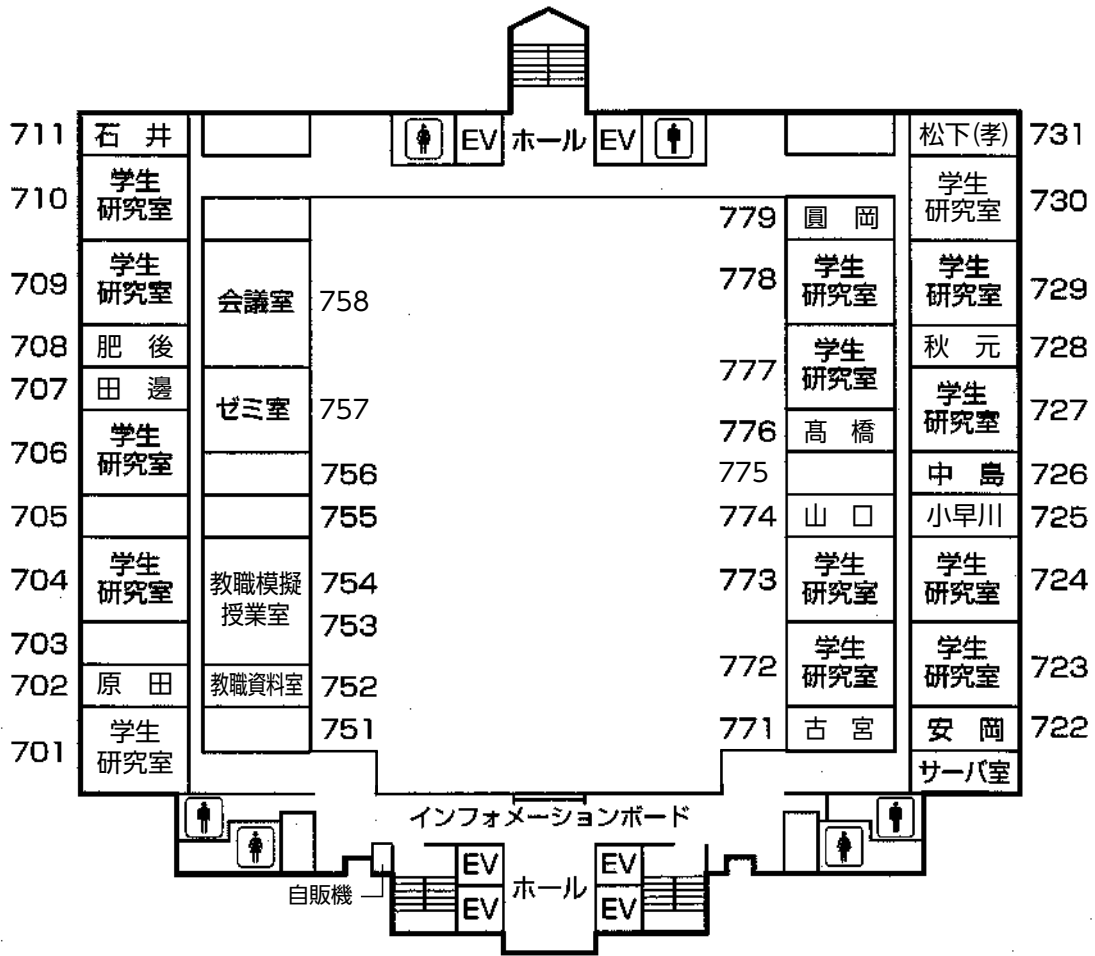 EV ホール EV
711 石 井
松下(孝) 731
710 学生
研究室
学生
研究室 730
779 圓 岡
709 学生
研究室
会議室 758
778 学生
研究室
学生
研究室 729
708 肥 後
777 学生
研究室
秋 元 728
707 田 邊
ゼミ室 757
学生
研究室 727
776 髙 橋
706 学生
研究室
756
775
中 島 726
705
755
774 山 口
小早川 725
704 学生
研究室
教職模擬
授業室
754
753
773 学生
研究室
学生
研究室 724
703
772 学生
研究室
学生
研究室 723
702 原 田
教職資料室 752
701 学生
研究室
751
771 古 宮
安 岡 722
サーバ室
インフォメーションボード
EV EV
ホール
EV EV
自販機